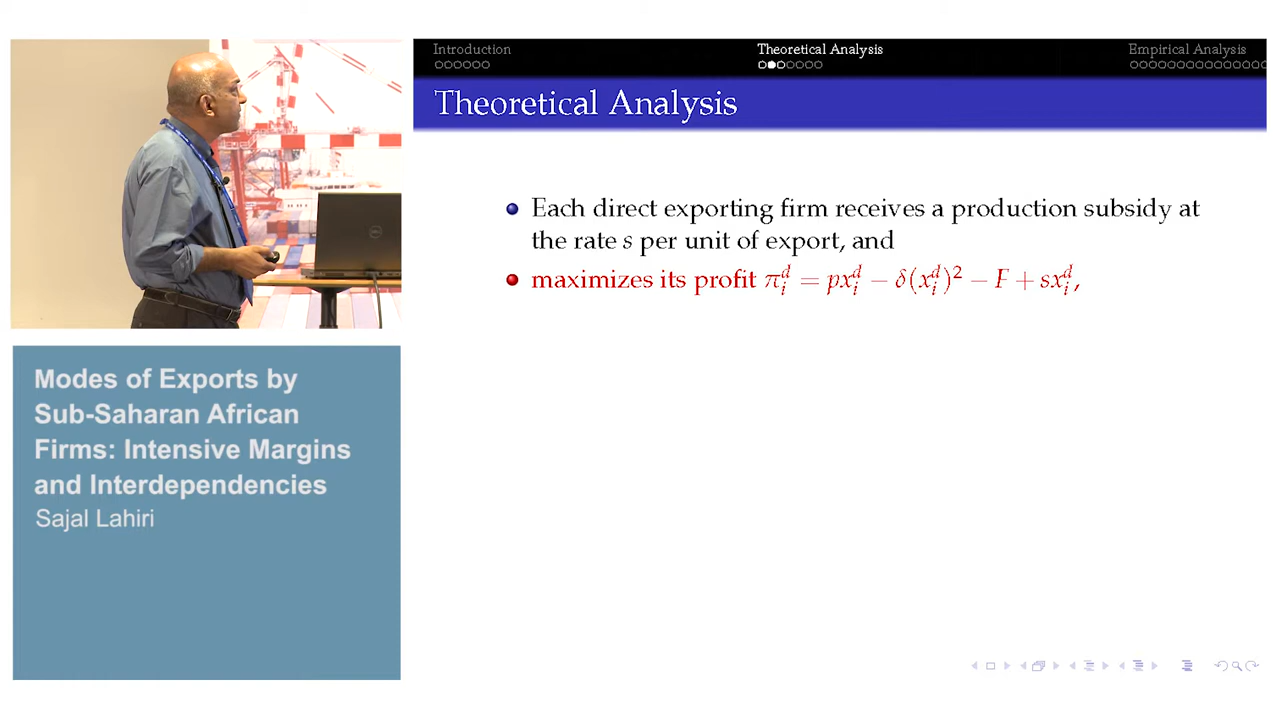 Introduction
Theoretical Analysis
Empirical Analysis
Theoretical Analysis
Each direct exporting firm receives a production subsidy at
the rate s per unit of export, and
maximizes its profit π_i^d = px_i^d − δ(x_i^d)^2 − F + sx_i^d,
Modes of Exports by
Sub-Saharan African
Firms: Intensive Margins
and Interdependencies
Sajal Lahiri